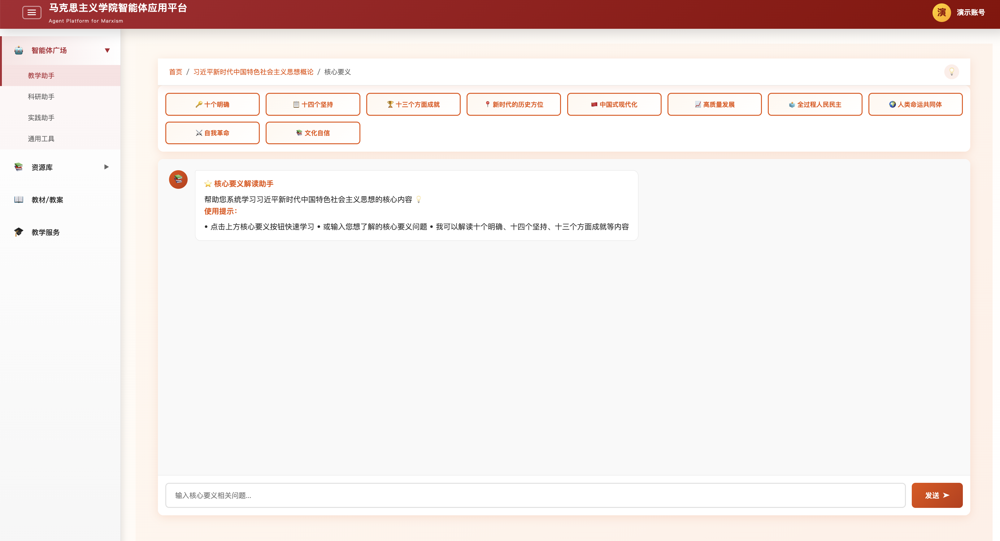 马克思主义学院智能体应用平台
Agent Platform for Marxism
演 演示账号
智能体广场
教学助手
科研助手
实践助手
通用工具
资源库
教材/教案
教学服务
首页 / 习近平新时代中国特色社会主义思想概论 / 核心要义
十个明确
十四个坚持
十三个方面成就
新时代的历史方位
中国式现代化
高质量发展
全过程人民民主
人类命运共同体
自我革命
文化自信
核心要义解读助手
帮助您系统学习习近平新时代中国特色社会主义思想的核心内容
使用提示：
• 点击上方核心要义按钮快速学习 • 或输入您想了解的核心要义问题 • 我可以解读十个明确、十四个坚持、十三个方面成就等内容
输入核心要义相关问题...
发送